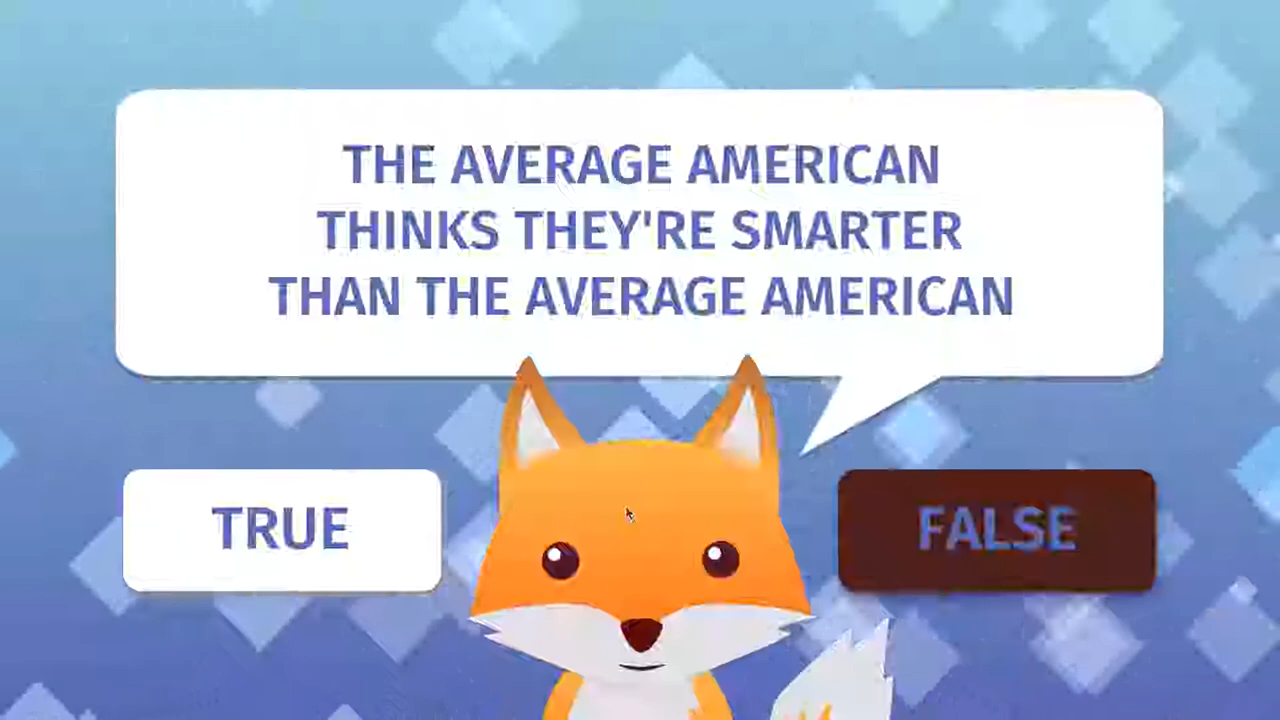 THE AVERAGE AMERICAN
THINKS THEY'RE SMARTER
THAN THE AVERAGE AMERICAN
TRUE
FALSE